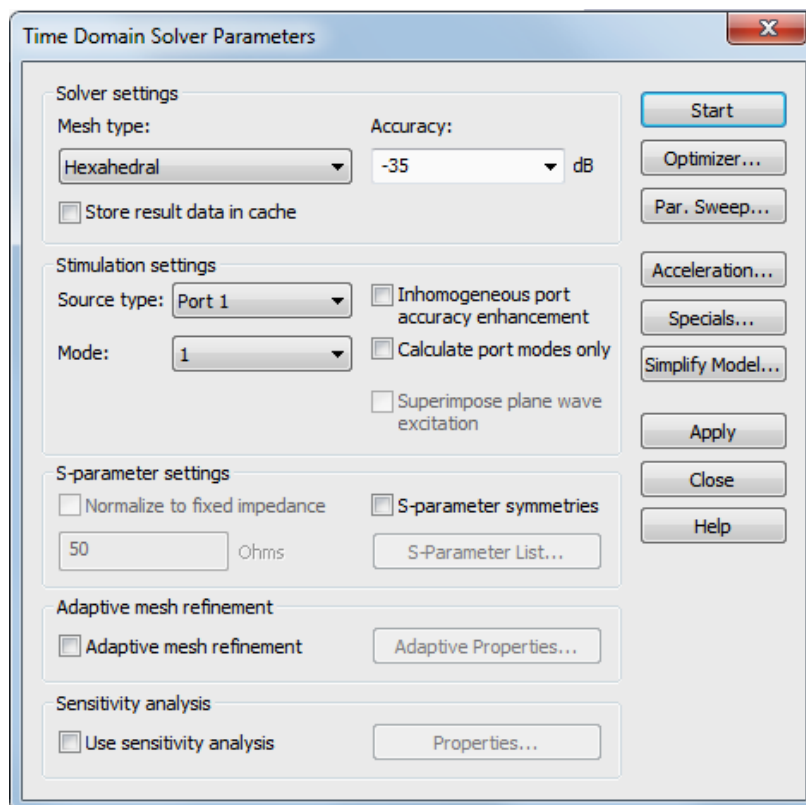 Time Domain Solver Parameters
Solver settings
Mesh type:
Accuracy:
Hexahedral
-35
dB
Store result data in cache
Stimulation settings
Source type:
Port 1
Inhomogeneous port
accuracy enhancement
Mode:
1
Calculate port modes only
Superimpose plane wave
excitation
S-parameter settings
Normalize to fixed impedance
S-parameter symmetries
50
Ohms
S-Parameter List...
Adaptive mesh refinement
Adaptive mesh refinement
Adaptive Properties...
Sensitivity analysis
Use sensitivity analysis
Properties...
Start
Optimizer...
Par. Sweep...
Acceleration...
Specials...
Simplify Model...
Apply
Close
Help